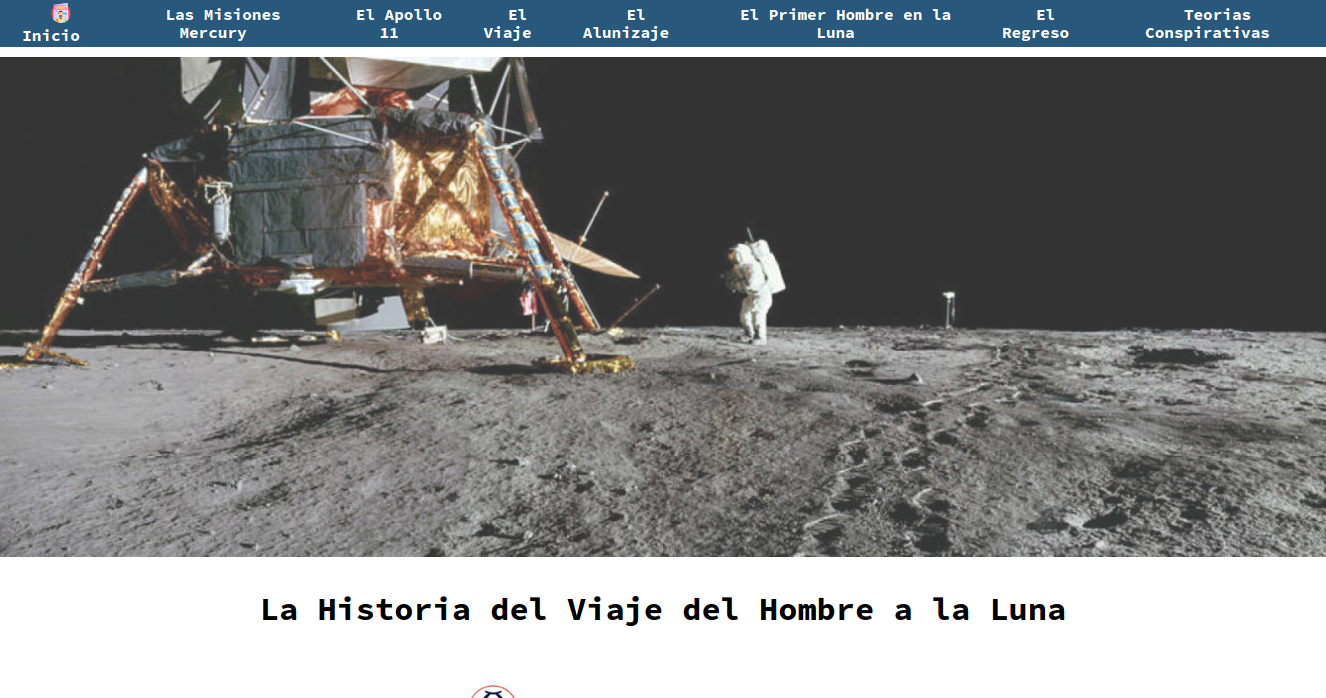 Inicio
Las Misiones
Mercury
El Apollo
11
El
Viaje
El
Alunizaje
El Primer Hombre en la
Luna
El
Regreso
Teorias
Conspirativas
La Historia del Viaje del Hombre a la Luna